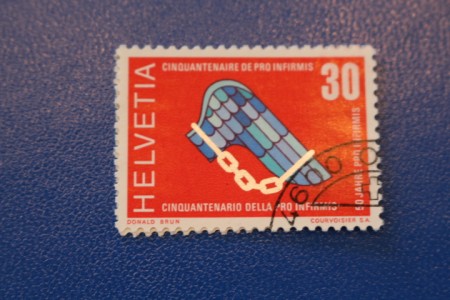 CINQUANTENAIRE DE PRO INFIRMIS
30
HELVETIA
50 JAHRE PRO INFIRMIS
CINQUANTENARIO DELLA PRO INFIRMIS
DONALD BRUN
COURVOISIER S.A.